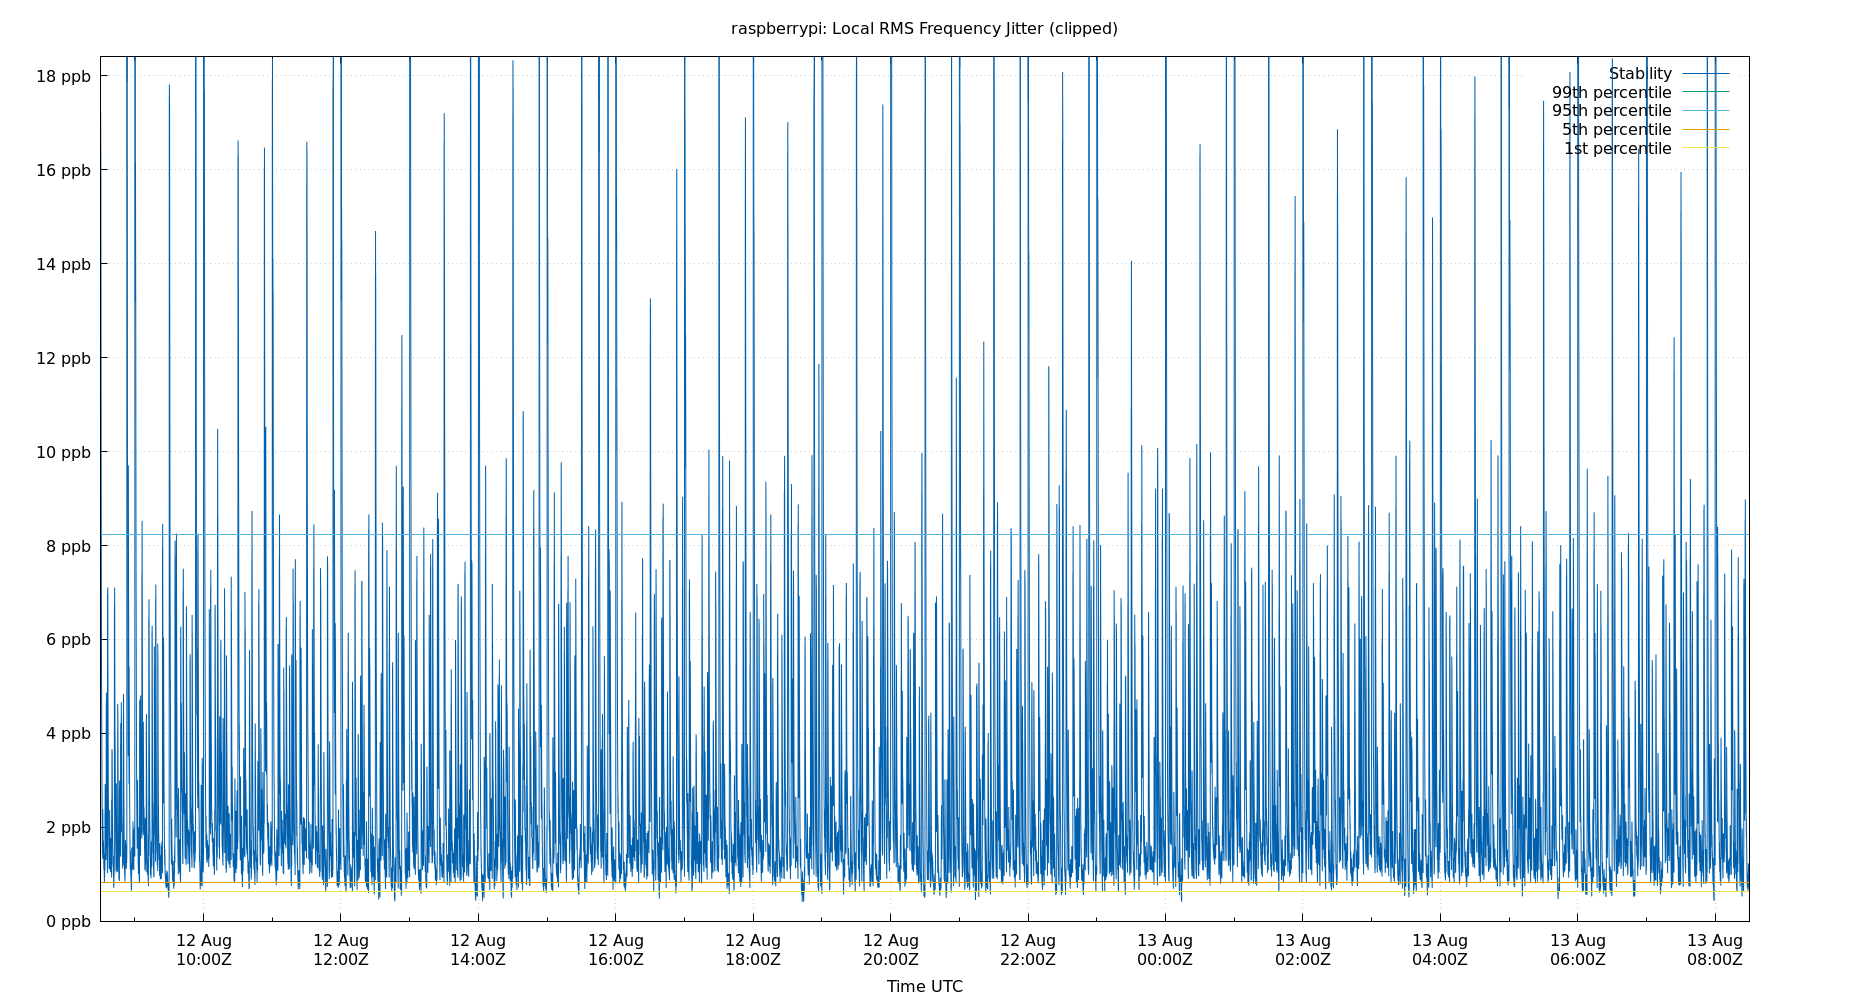 raspberrypi: Local RMS Frequency Jitter (clipped)
18 ppb
16 ppb
14 ppb
12 ppb
10 ppb
8 ppb
6 ppb
4 ppb
2 ppb
0 ppb
Stability
99th percentile
95th percentile
5th percentile
1st percentile
12 Aug 12 Aug 12 Aug 12 Aug 12 Aug 12 Aug 12 Aug 13 Aug 13 Aug 13 Aug 13 Aug 13 Aug
10:00Z 12:00Z 14:00Z 16:00Z 18:00Z 20:00Z 22:00Z 00:00Z 02:00Z 04:00Z 06:00Z 08:00Z
Time UTC